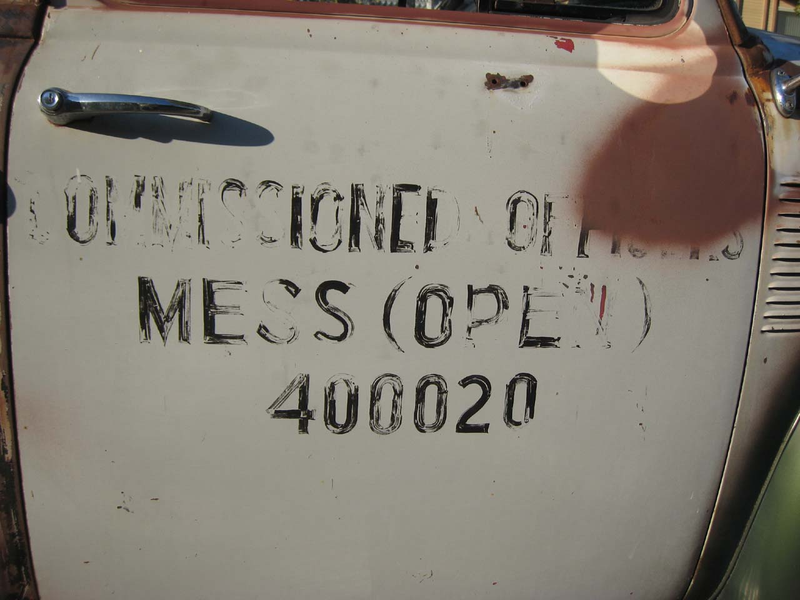 COMMISSIONED OFFICERS
MESS (OPEN)
400020